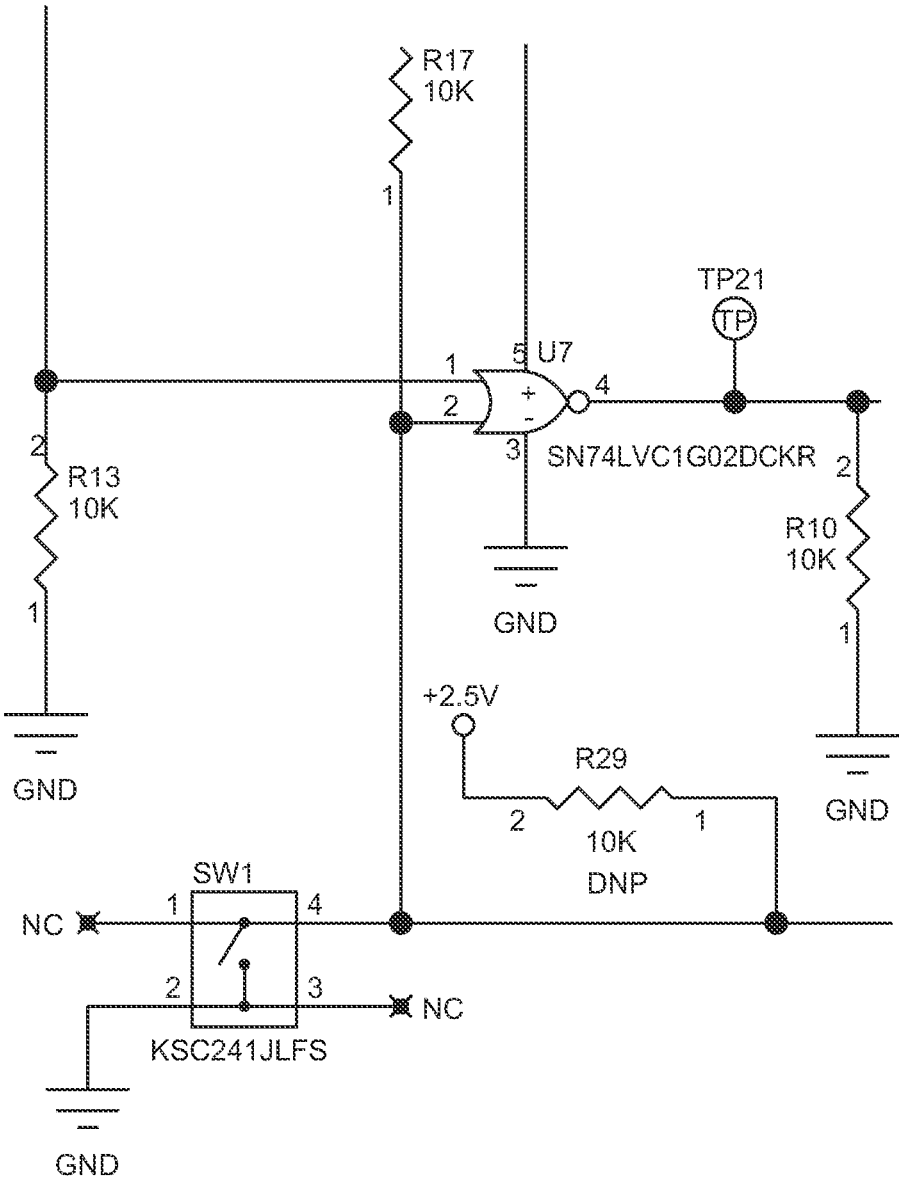 R17
10K
1
TP21
TP
5
U7
1
4
+
2
-
3
SN74LVC1G02DCKR
2
R13
10K
2
R10
10K
1
GND
1
+2.5V
GND
R29
GND
2
1
10K
DNP
SW1
1
4
NC
2
3
NC
KSC241JLFS
GND